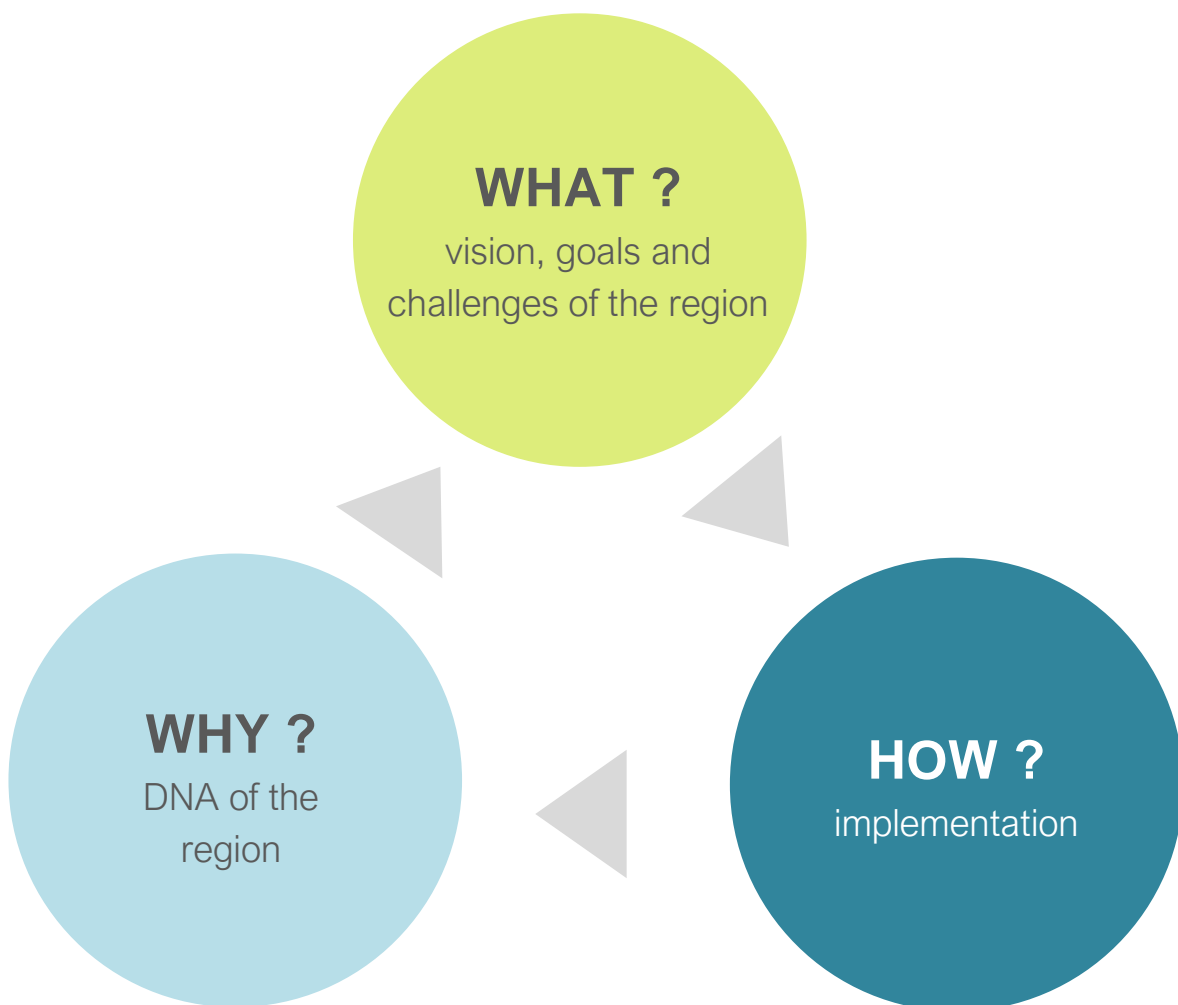 WHAT ?
vision, goals and
challenges of the region
WHY ?
DNA of the
region
HOW ?
implementation